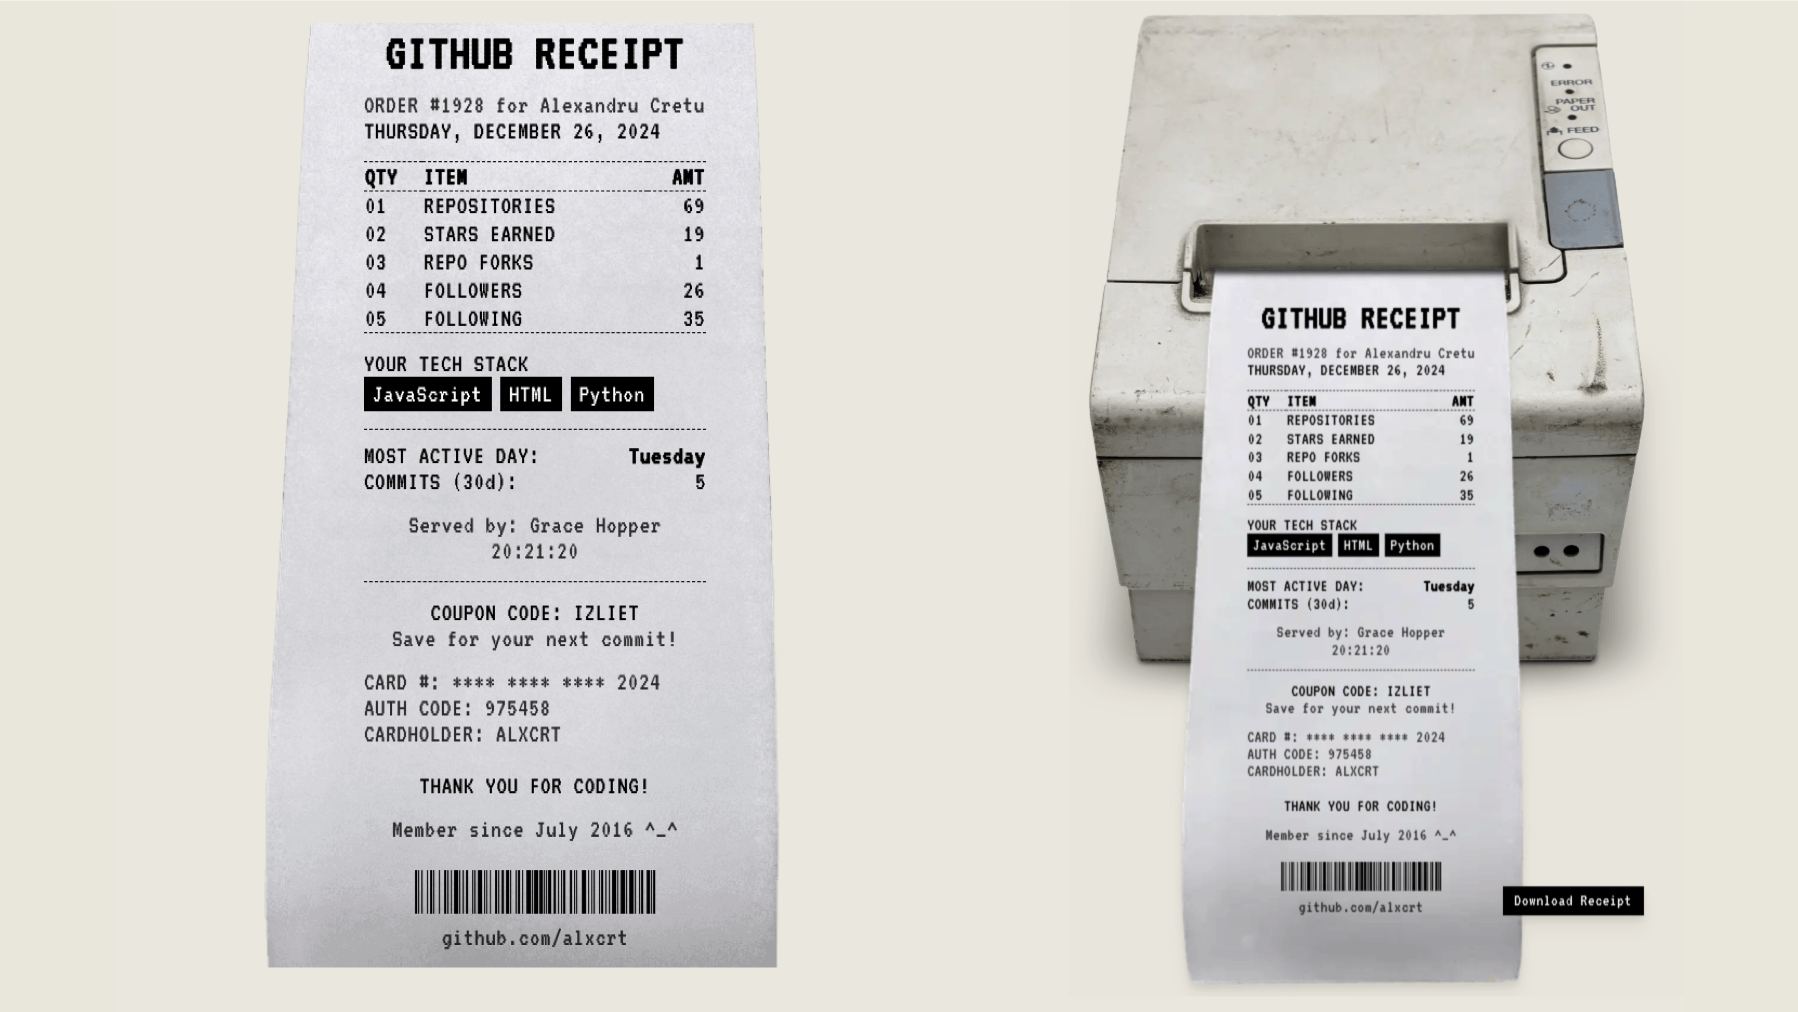 GITHUB RECEIPT
ORDER #1928 for Alexandru Cretu
THURSDAY, DECEMBER 26, 2024
QTY ITEM AMT
01 REPOSITORIES 69
02 STARS EARNED 19
03 REPO FORKS 1
04 FOLLOWERS 26
05 FOLLOWING 35
YOUR TECH STACK
JavaScript HTML Python
MOST ACTIVE DAY: Tuesday
COMMITS (30d): 5
Served by: Grace Hopper
20:21:20
COUPON CODE: IZLIET
Save for your next commit!
CARD #: **** **** **** 2024
AUTH CODE: 975458
CARDHOLDER: ALXCRT
THANK YOU FOR CODING!
Member since July 2016 ^_^
github.com/alxcrt
ERROR
PAPER
OUT
FEED
GITHUB RECEIPT
ORDER #1928 for Alexandru Cretu
THURSDAY, DECEMBER 26, 2024
QTY ITEM AMT
01 REPOSITORIES 69
02 STARS EARNED 19
03 REPO FORKS 1
04 FOLLOWERS 26
05 FOLLOWING 35
YOUR TECH STACK
JavaScript HTML Python
MOST ACTIVE DAY: Tuesday
COMMITS (30d): 5
Served by: Grace Hopper
20:21:20
COUPON CODE: IZLIET
Save for your next commit!
CARD #: **** **** **** 2024
AUTH CODE: 975458
CARDHOLDER: ALXCRT
THANK YOU FOR CODING!
Member since July 2016 ^_^
github.com/alxcrt
Download Receipt